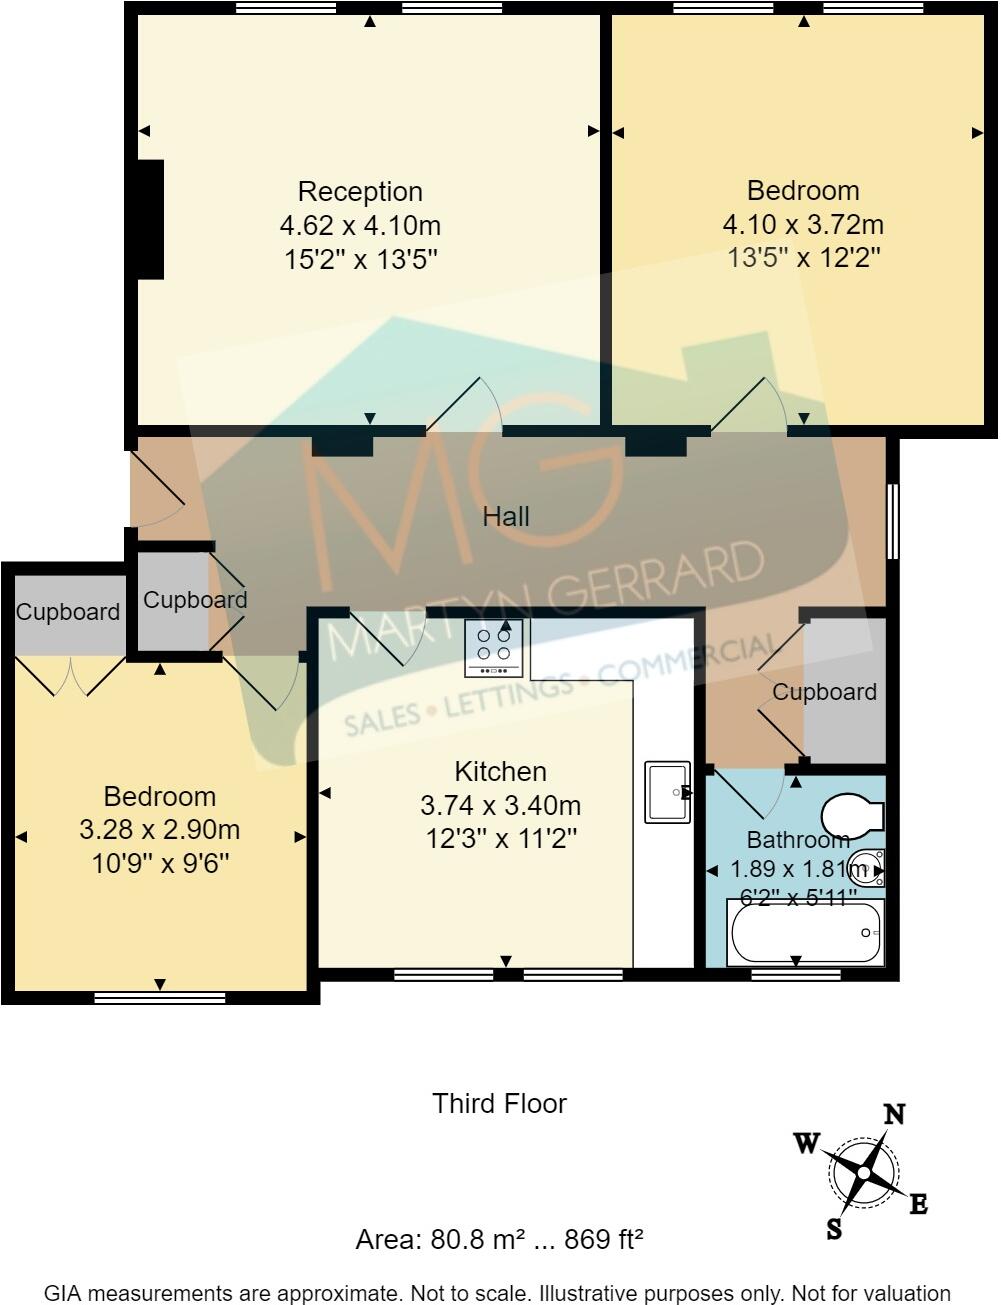 Reception
4.62 x 4.10m
15'2" x 13'5"
Bedroom
4.10 x 3.72m
13'5" x 12'2"
MG
Hall
MARTYN GERRARD
SALES • LETTINGS • COMMERCIAL
Cupboard
Cupboard
Cupboard
Kitchen
3.74 x 3.40m
12'3" x 11'2"
Bedroom
3.28 x 2.90m
10'9" x 9'6"
Bathroom
1.89 x 1.81m
6'2" x 5'11"
Third Floor
N
W
E
S
Area: 80.8 m² ... 869 ft²
GIA measurements are approximate. Not to scale. Illustrative purposes only. Not for valuation